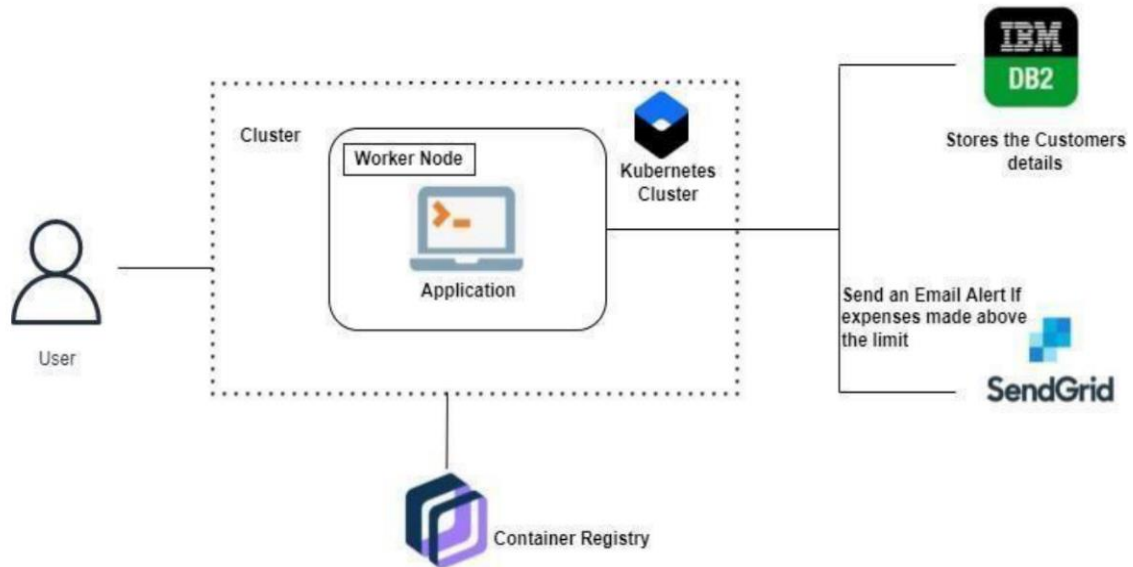 IBM
DB2
Stores the Customers
details
Cluster
Worker Node
Kubernetes
Cluster
Application
User
Send an Email Alert If
expenses made above
the limit
SendGrid
Container Registry